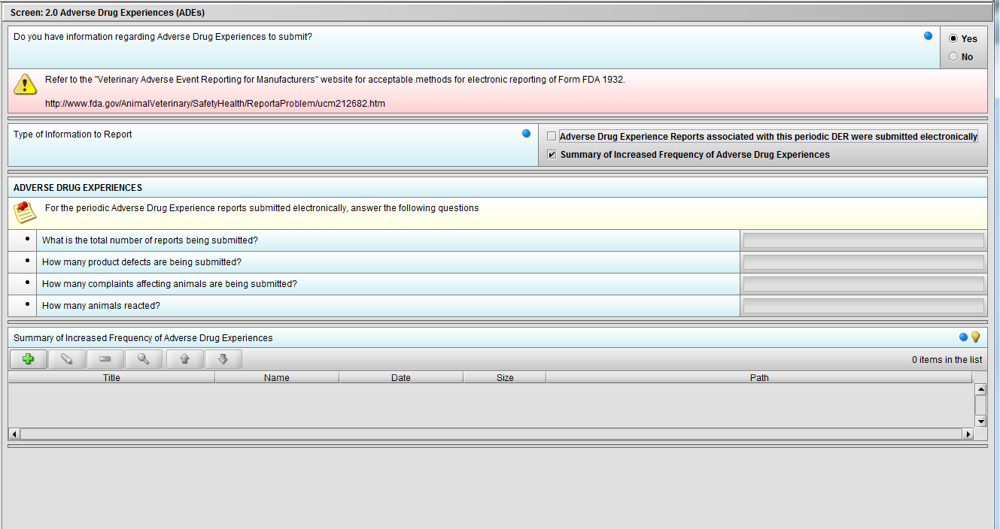 Screen: 2.0 Adverse Drug Experiences (ADEs)
Do you have information regarding Adverse Drug Experiences to submit?
Yes
No
Refer to the "Veterinary Adverse Event Reporting for Manufacturers" website for acceptable methods for electronic reporting of Form FDA 1932.
http://www.fda.gov/AnimalVeterinary/SafetyHealth/ReportaProblem/ucm212682.htm
Type of Information to Report
Adverse Drug Experience Reports associated with this periodic DER were submitted electronically
Summary of Increased Frequency of Adverse Drug Experiences
ADVERSE DRUG EXPERIENCES
For the periodic Adverse Drug Experience reports submitted electronically, answer the following questions
• What is the total number of reports being submitted?
• How many product defects are being submitted?
• How many complaints affecting animals are being submitted?
• How many animals reacted?
Summary of Increased Frequency of Adverse Drug Experiences
0 items in the list
Title Name Date Size Path